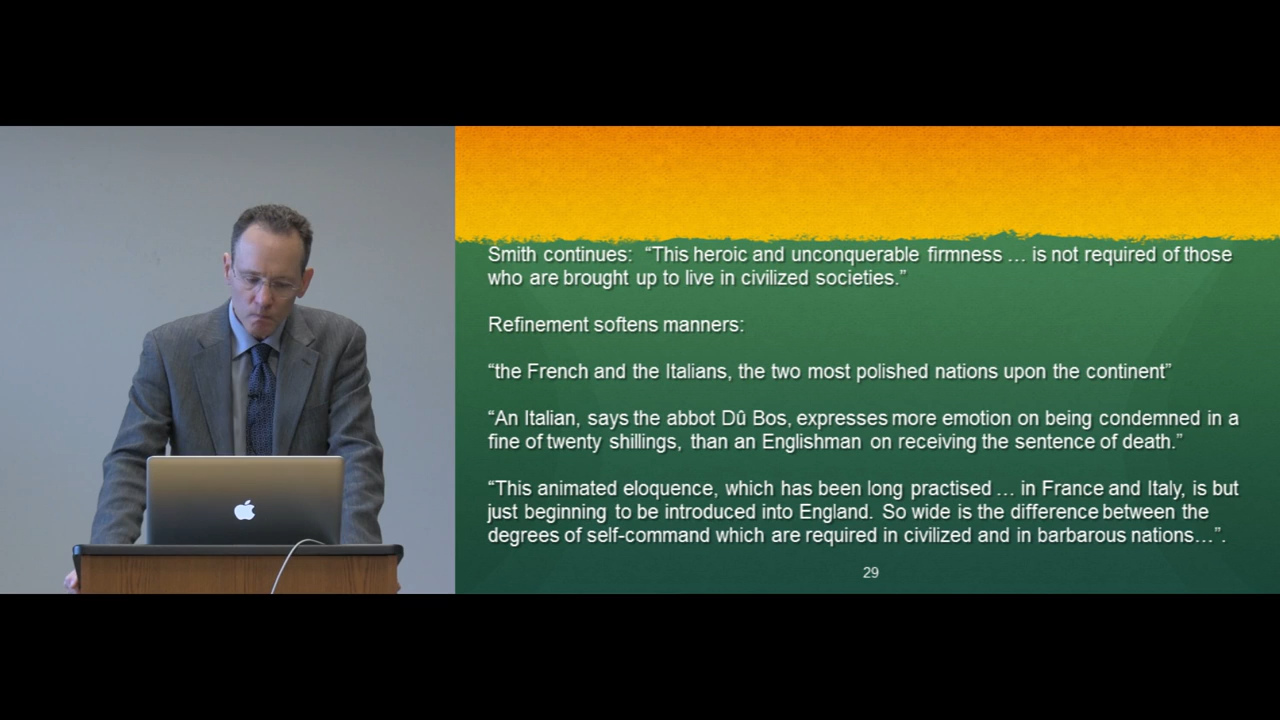 Smith continues:  “This heroic and unconquerable firmness … is not required of those
who are brought up to live in civilized societies.”
Refinement softens manners:
“the French and the Italians, the two most polished nations upon the continent”
“An Italian, says the abbot Dû Bos, expresses more emotion on being condemned in a
fine of twenty shillings, than an Englishman on receiving the sentence of death.”
“This animated eloquence, which has been long practised … in France and Italy, is but
just beginning to be introduced into England.  So wide is the difference between the
degrees of self-command which are required in civilized and in barbarous nations…”.
29